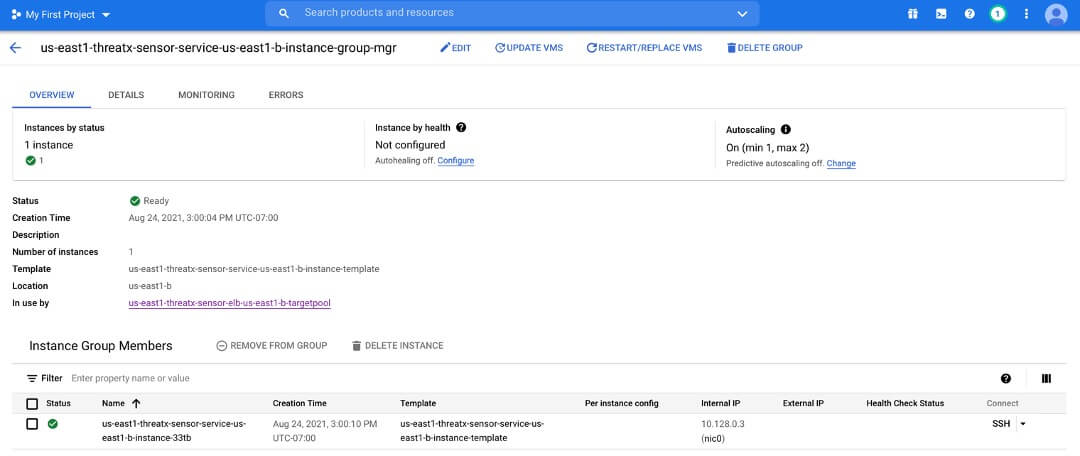 My First Project
Search products and resources
1
us-east1-threatx-sensor-service-us-east1-b-instance-group-mgr
EDIT
UPDATE VMS
RESTART/REPLACE VMS
DELETE GROUP
OVERVIEW
DETAILS
MONITORING
ERRORS
Instances by status
1 instance
1
Instance by health
Not configured
Autohealing off. Configure
Autoscaling
On (min 1, max 2)
Predictive autoscaling off. Change
Status Ready
Creation Time Aug 24, 2021, 3:00:04 PM UTC-07:00
Description
Number of instances 1
Template us-east1-threatx-sensor-service-us-east1-b-instance-template
Location us-east1-b
In use by us-east1-threatx-sensor-elb-us-east1-b-targetpool
Instance Group Members
REMOVE FROM GROUP
DELETE INSTANCE
Filter Enter property name or value
Status Name Creation Time Template Per instance config Internal IP External IP Health Check Status Connect
us-east1-threatx-sensor-service-us- Aug 24, 2021, 3:00:10 PM us-east1-threatx-sensor-service-us- 10.128.0.3 SSH
east1-b-instance-33tb UTC-07:00 east1-b-instance-template (nic0)